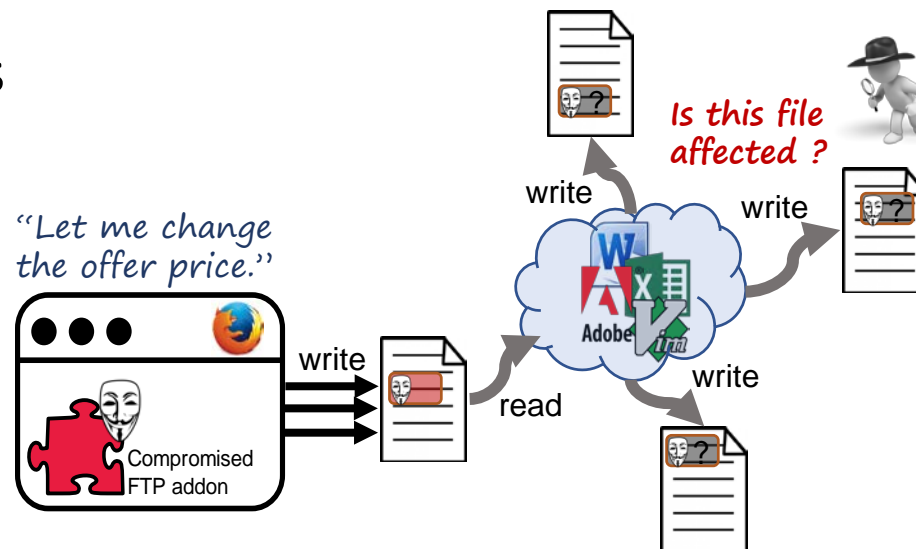 s
?
Is this file
affected ?
write
write
?
“Let me change
the offer price.”
W
X
Adobe
Vim
write
read
write
Compromised
FTP addon
?